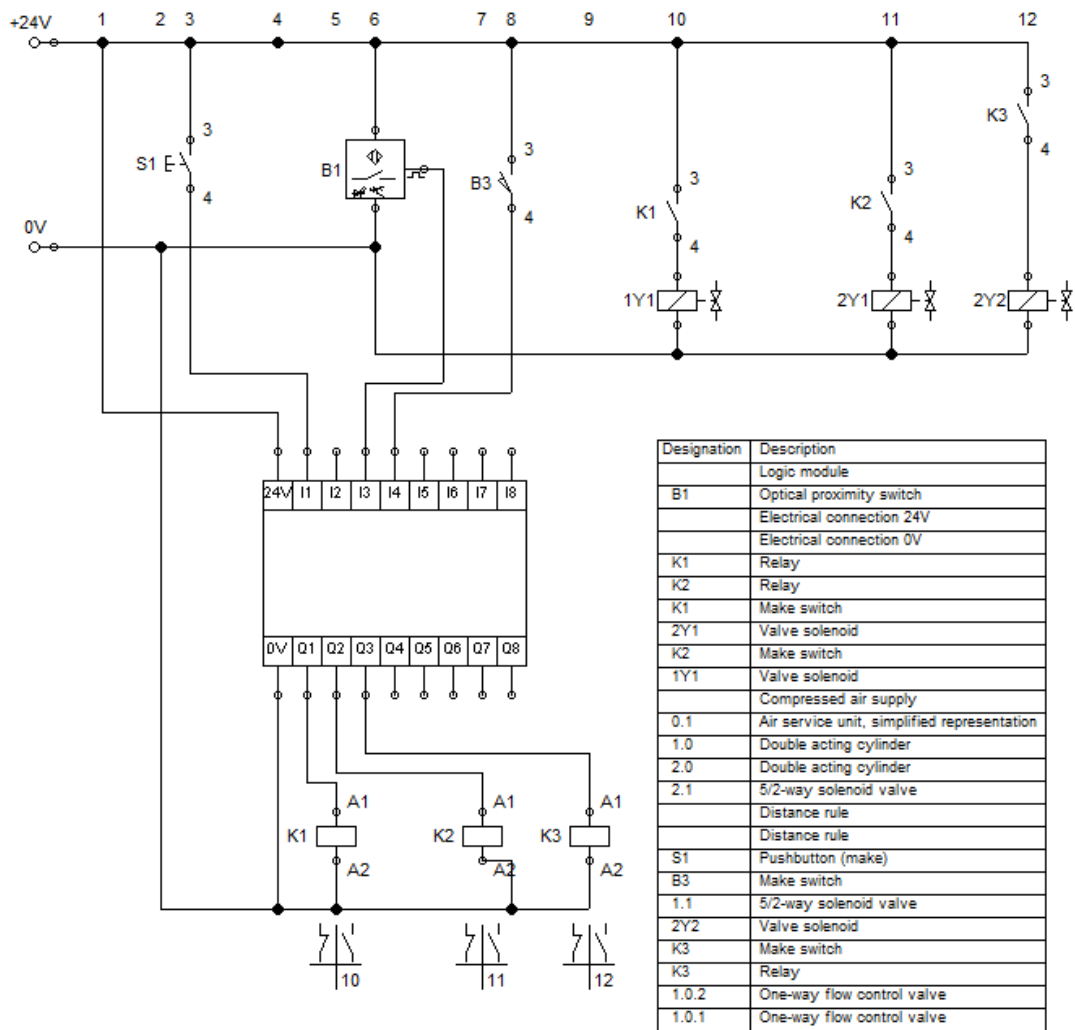 1 2 3 4 5 6 7 8 9 10 11 12
+24V
3
K3
4
3
S1
4
B1
3
B3
4
3
K1
4
3
K2
4
0V
1Y1
2Y1
2Y2
24V I1 I2 I3 I4 I5 I6 I7 I8
0V Q1 Q2 Q3 Q4 Q5 Q6 Q7 Q8
A1 A1 A1
K1 K2 K3
A2 A2 A2
10 11 12
Designation Description
Logic module
B1 Optical proximity switch
Electrical connection 24V
Electrical connection 0V
K1 Relay
K2 Relay
K1 Make switch
2Y1 Valve solenoid
K2 Make switch
1Y1 Valve solenoid
Compressed air supply
0.1 Air service unit, simplified representation
1.0 Double acting cylinder
2.0 Double acting cylinder
2.1 5/2-way solenoid valve
Distance rule
Distance rule
S1 Pushbutton (make)
B3 Make switch
1.1 5/2-way solenoid valve
2Y2 Valve solenoid
K3 Make switch
K3 Relay
1.0.2 One-way flow control valve
1.0.1 One-way flow control valve